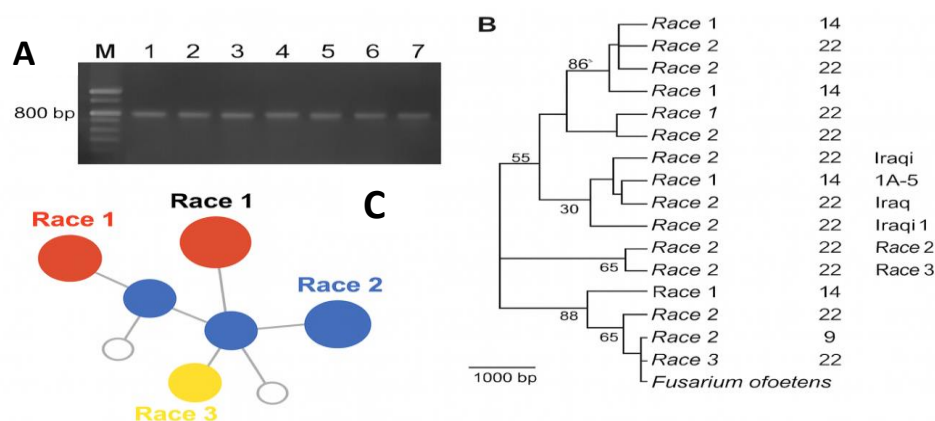 A
M 1 2 3 4 5 6 7
800 bp
Race 1
Race 1
C
Race 2
Race 3
B
Race 1 14
Race 2 22
Race 2 22
Race 1 14
Race 1 22
Race 2 22
Race 2 22 Iraqi
Race 1 14 1A-5
Race 2 22 Iraq
Race 2 22 Iraqi 1
Race 2 22 Race 2
Race 2 22 Race 3
Race 1 14
Race 2 22
Race 2 9
Race 3 22
Fusarium ofoetens
86
55
30
65
88
65
1000 bp